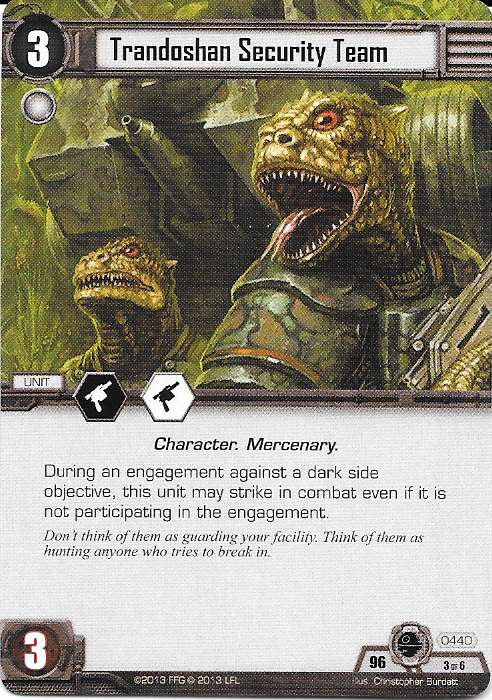 3
Trandoshan Security Team
UNIT
Character. Mercenary.
During an engagement against a dark side
objective, this unit may strike in combat even if it is
not participating in the engagement.
Don't think of them as guarding your facility. Think of them as
hunting anyone who tries to break in.
3
96
0440
3 OF 6
©2013 FFG © 2013 LFL
Illus. Christopher Burdett